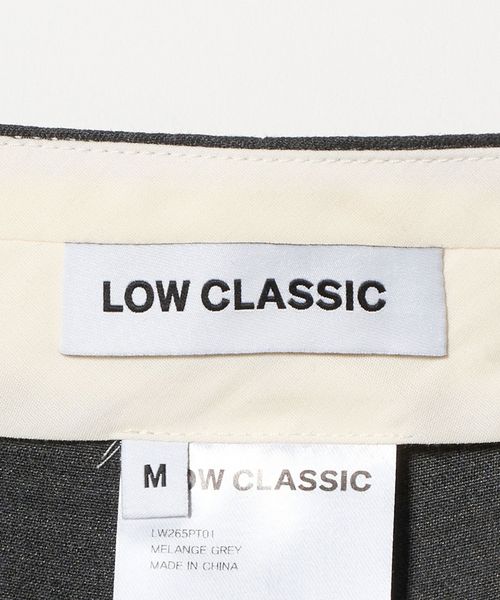 LOW CLASSIC
M
OW CLASSIC
LW265PT01
MELANGE GREY
MADE IN CHINA